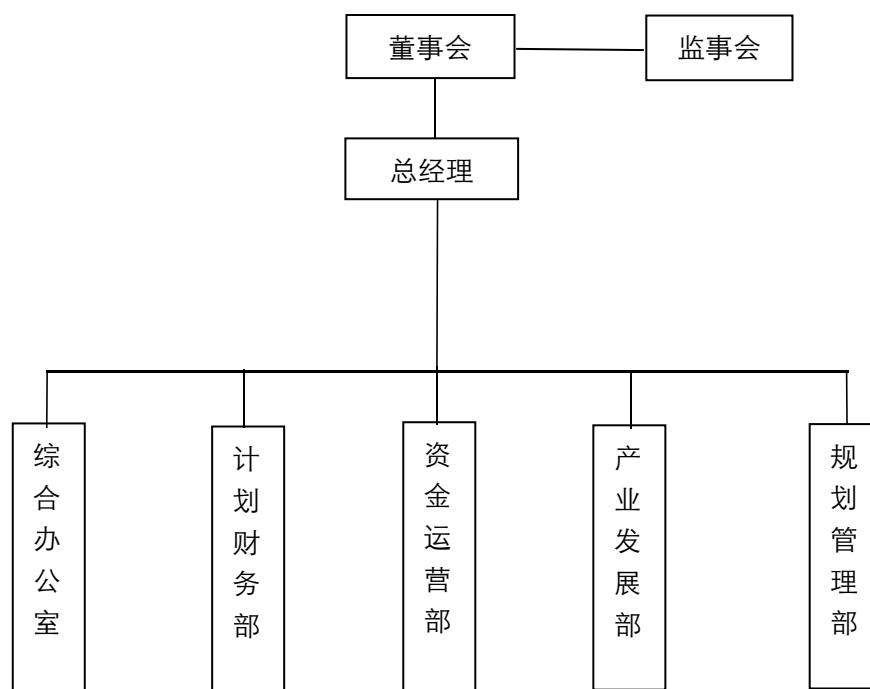 董事会
监事会
总经理
综合办公室
计划财务部
资金运营部
产业发展部
规划管理部